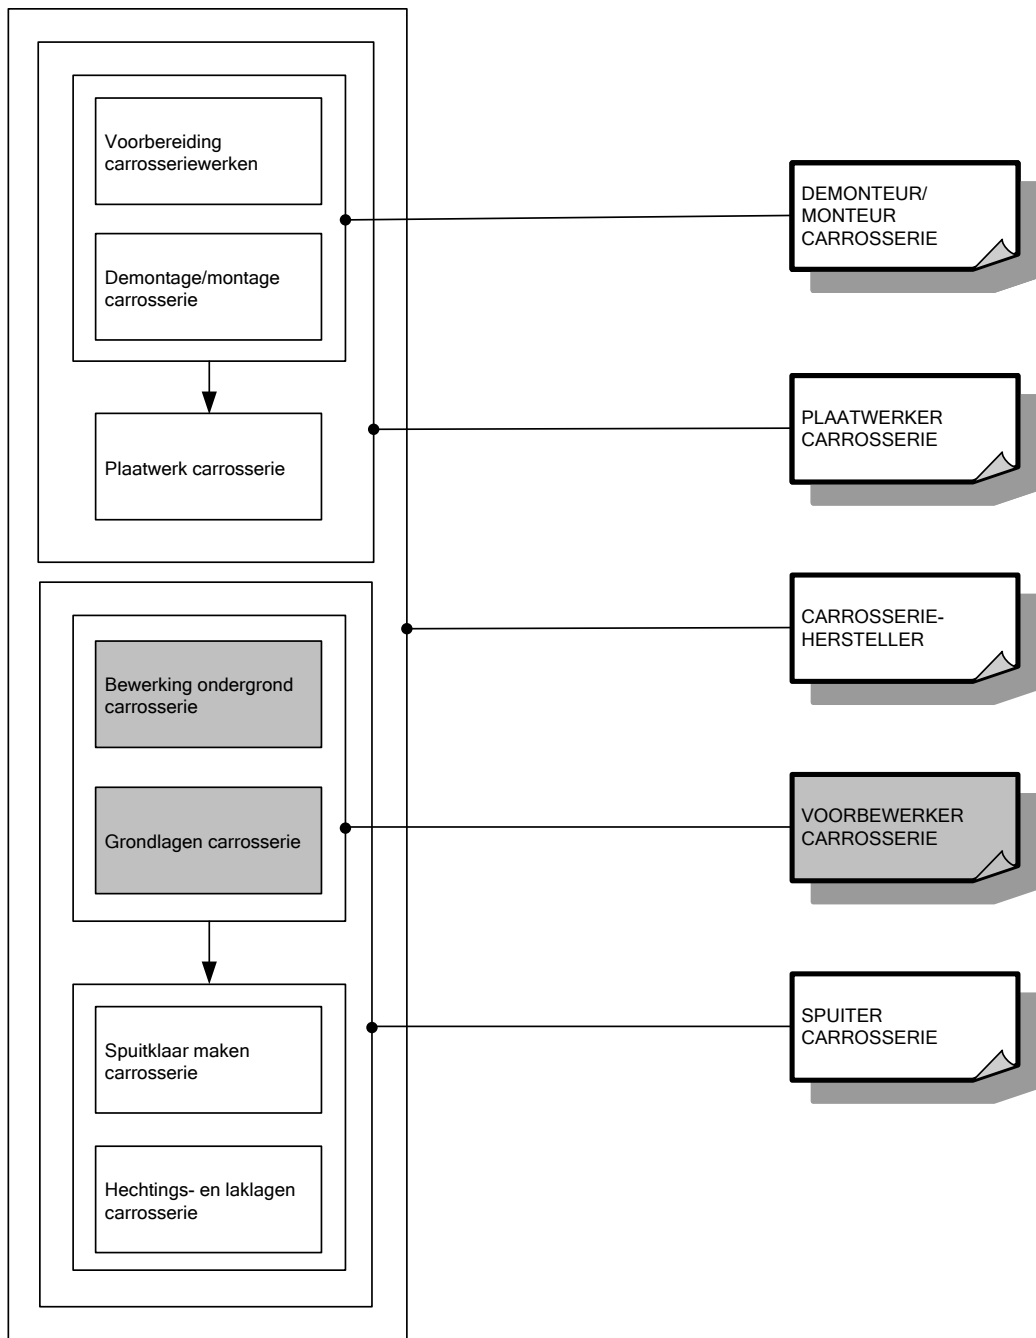 Voorbereiding
carrosseriewerken
Demontage/montage
carrosserie
Plaatwerk carrosserie
Bewerking ondergrond
carrosserie
Grondlagen carrosserie
Spuitklaar maken
carrosserie
Hechtings- en laklagen
carrosserie
DEMONTEUR/
MONTEUR
CARROSSERIE
PLAATWERKER
CARROSSERIE
CARROSSERIE-
HERSTELLER
VOORBEWERKER
CARROSSERIE
SPUITER
CARROSSERIE